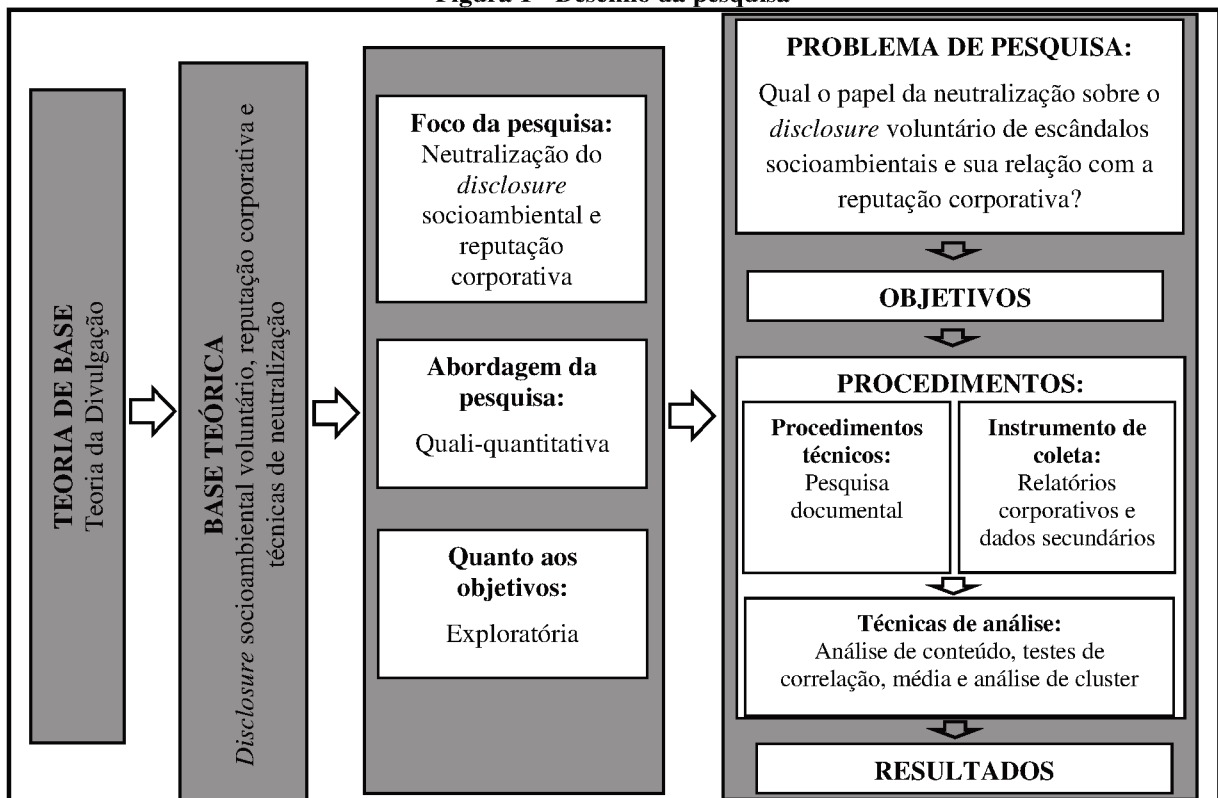 Figura 1 - Desenho da pesquisa
TEORIA DE BASE
Teoria da Divulgação
BASE TEÓRICA
Disclosure socioambiental voluntário, reputação corporativa e
técnicas de neutralização
Foco da pesquisa:
Neutralização do
disclosure
socioambiental e
reputação
corporativa
Abordagem da
pesquisa:
Quali-quantitativa
Quanto aos
objetivos:
Exploratória
PROBLEMA DE PESQUISA:
Qual o papel da neutralização sobre o
disclosure voluntário de escândalos
socioambientais e sua relação com a
reputação corporativa?
OBJETIVOS
PROCEDIMENTOS:
Procedimentos
técnicos:
Pesquisa
documental
Instrumento de
coleta:
Relatórios
corporativos e
dados secundários
Técnicas de análise:
Análise de conteúdo, testes de
correlação, média e análise de cluster
RESULTADOS